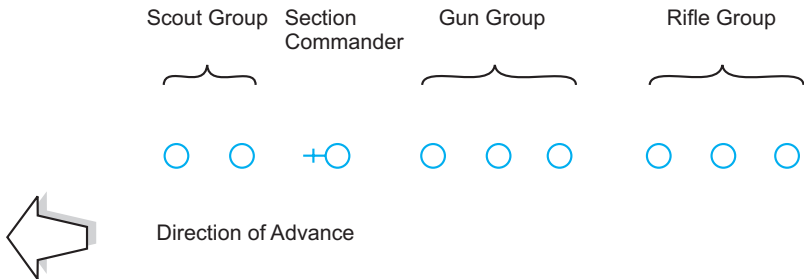 Scout Group
Section
Commander
Gun Group
Rifle Group
Direction of Advance